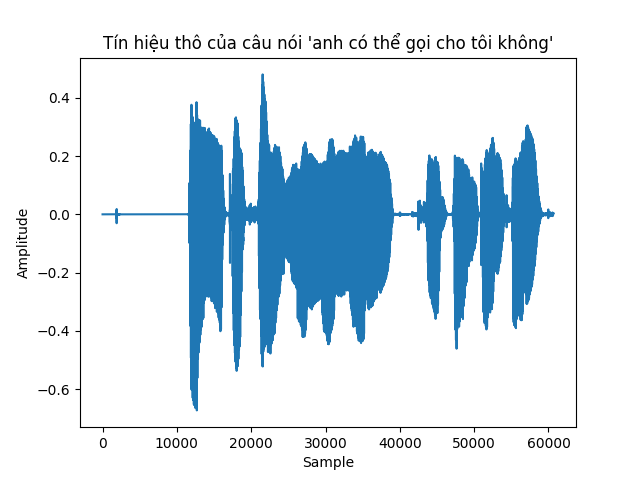 Tín hiệu thô của câu nói 'anh có thể gọi cho tôi không'
0.4
0.2
0.0
−0.2
−0.4
−0.6
Amplitude
0 10000 20000 30000 40000 50000 60000
Sample